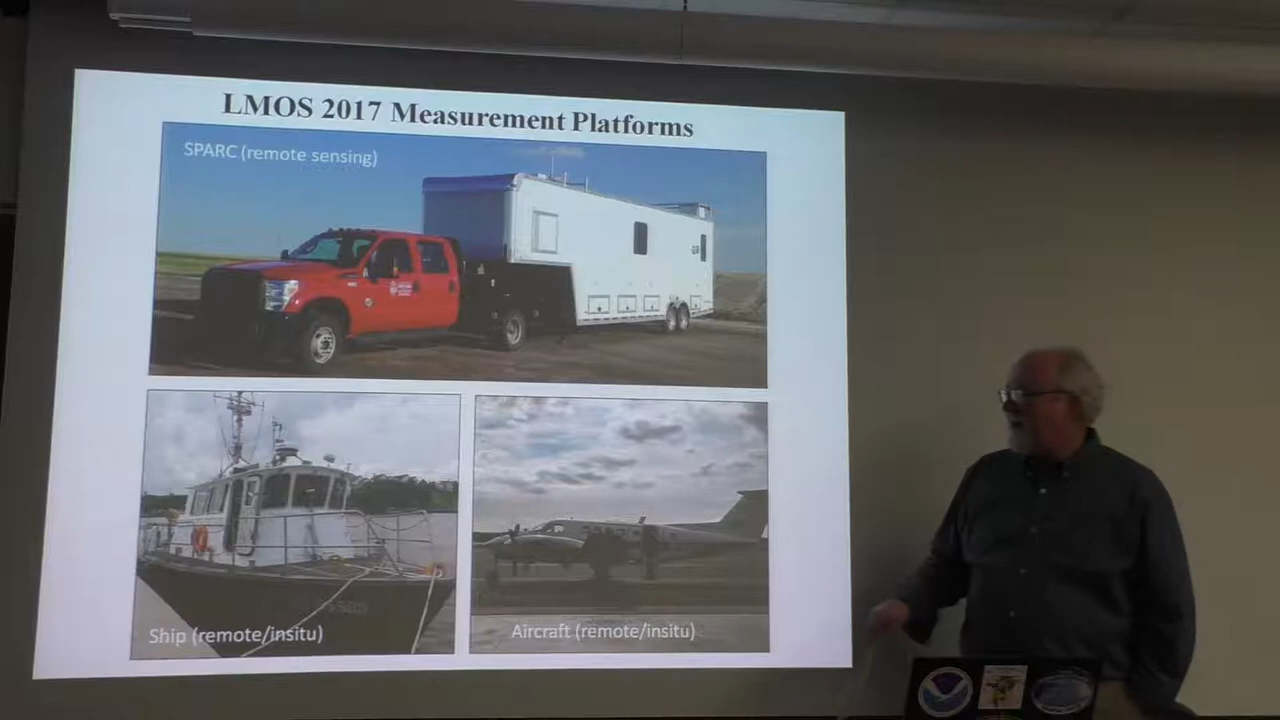 LMOS 2017 Measurement Platforms
SPARC (remote sensing)
Ship (remote/insitu)
Aircraft (remote/insitu)